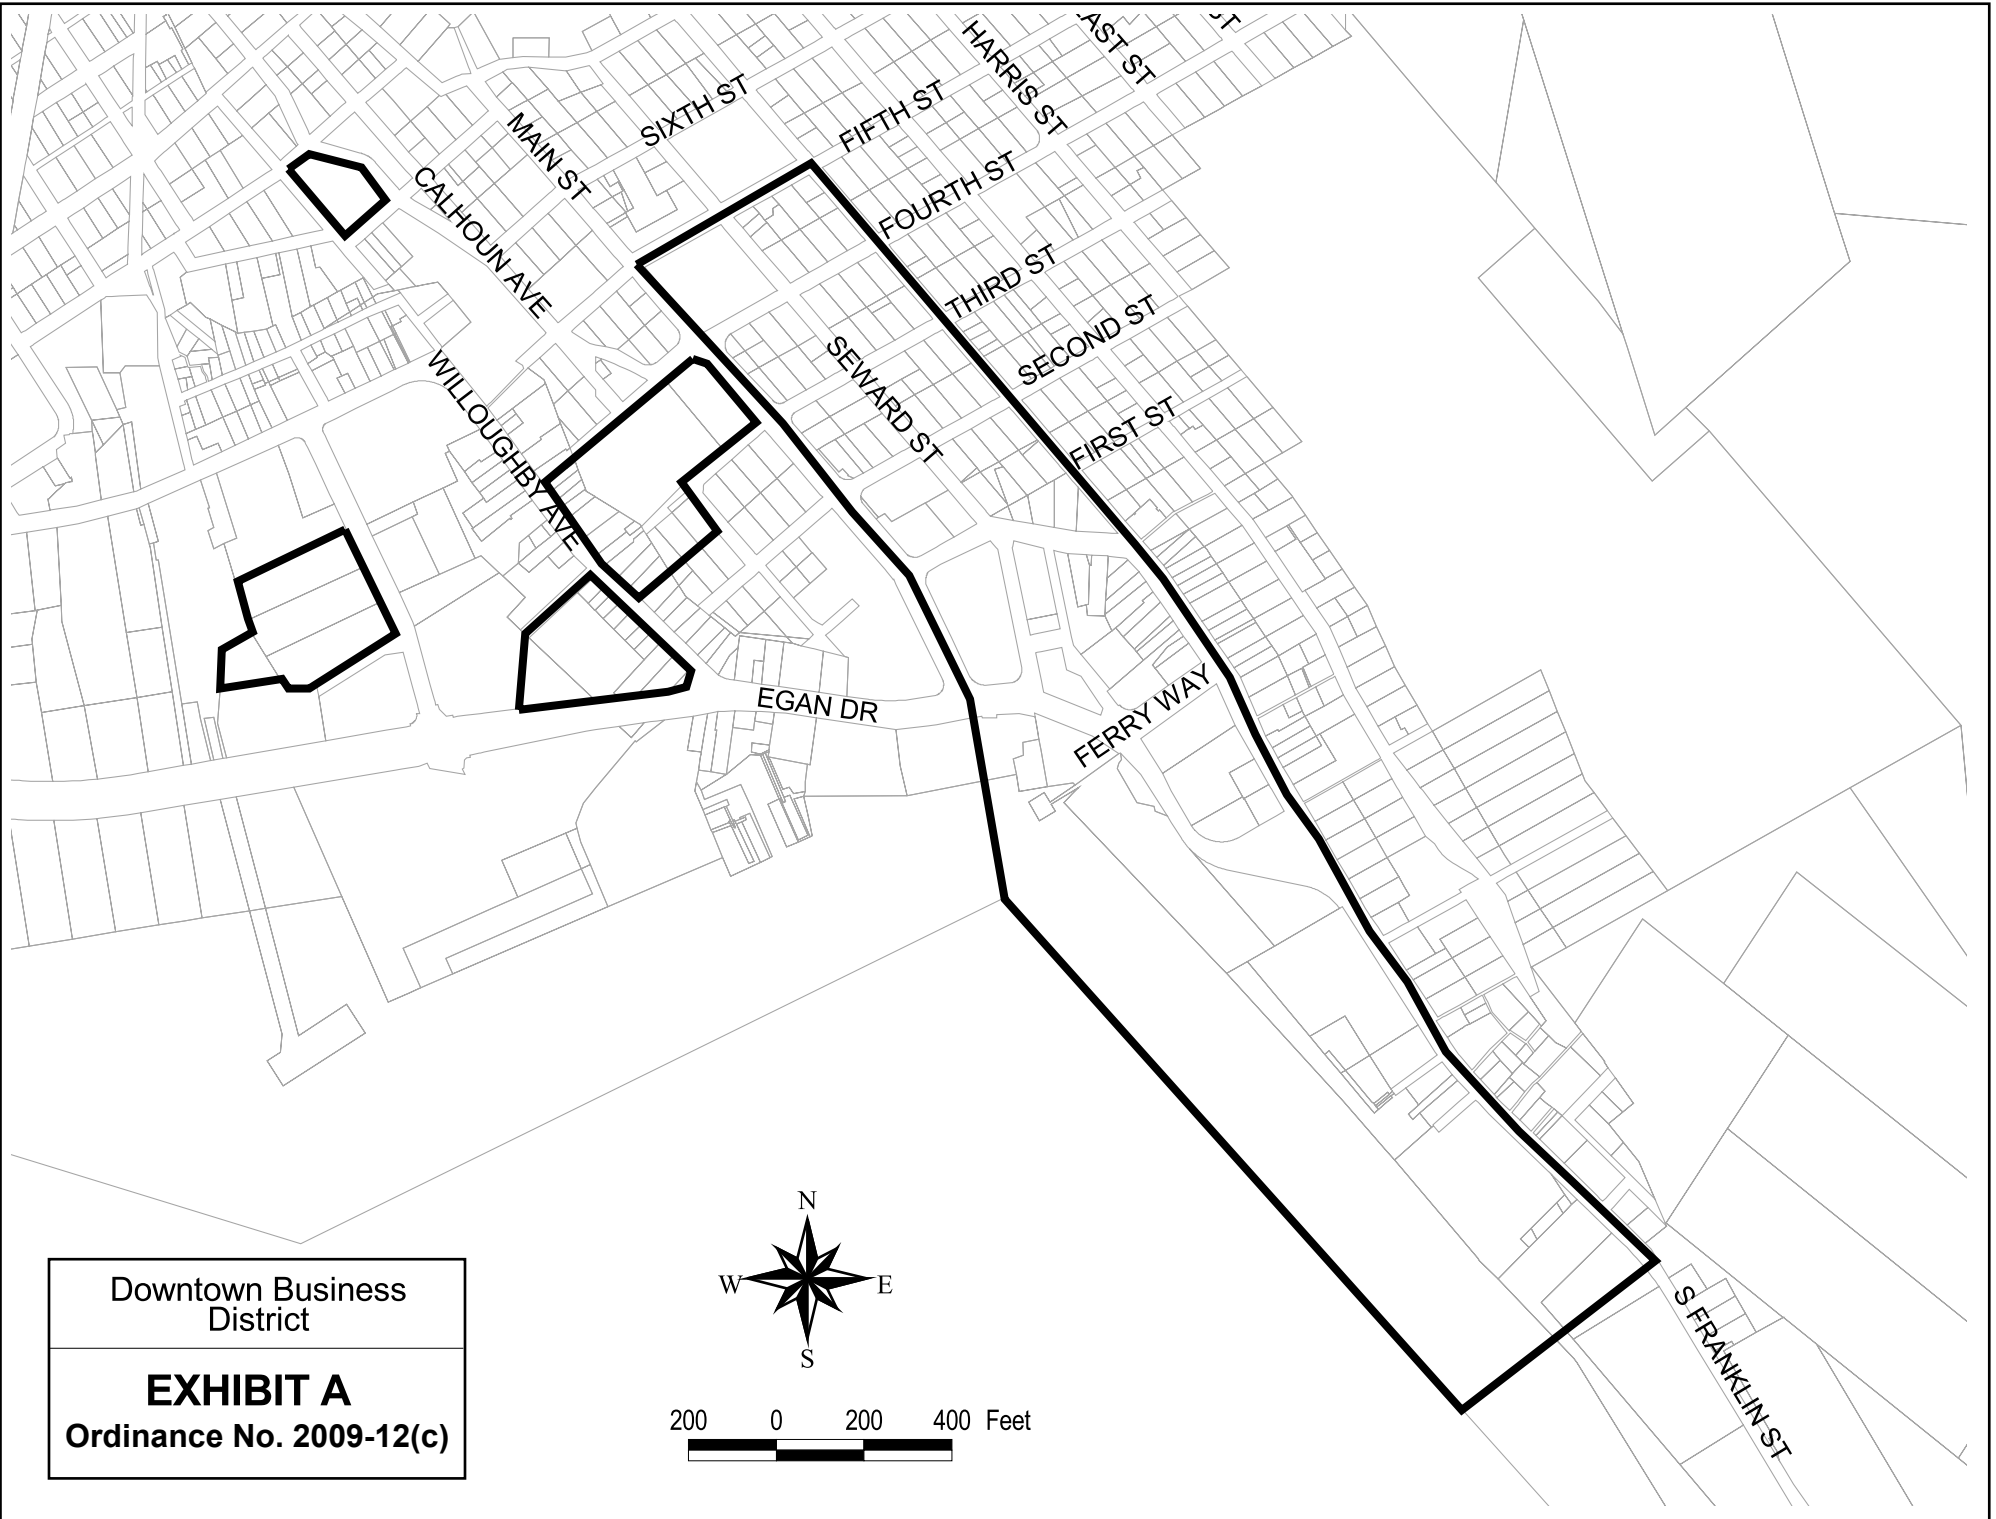 HARRIS ST
AST ST
ST
SIXTH ST
FIFTH ST
MAIN ST
CALHOUN AVE
FOURTH ST
THIRD ST
SECOND ST
SEWARD ST
WILLOUGHBY AVE
FIRST ST
EGAN DR
FERRY WAY
S FRANKLIN ST
N
W
E
S
200 0 200 400 Feet
Downtown Business
District
EXHIBIT A
Ordinance No. 2009-12(c)